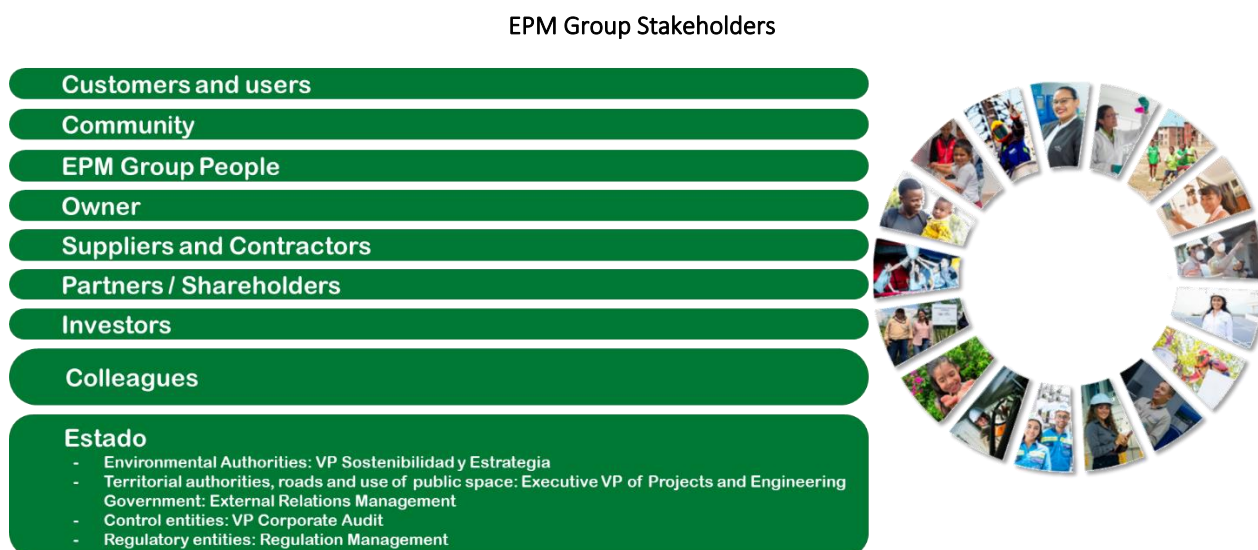 EPM Group Stakeholders
Customers and users
Community
EPM Group People
Owner
Suppliers and Contractors
Partners / Shareholders
Investors
Colleagues
Estado
- Environmental Authorities: VP Sostenibilidad y Estrategia
- Territorial authorities, roads and use of public space: Executive VP of Projects and Engineering
Government: External Relations Management
- Control entities: VP Corporate Audit
- Regulatory entities: Regulation Management